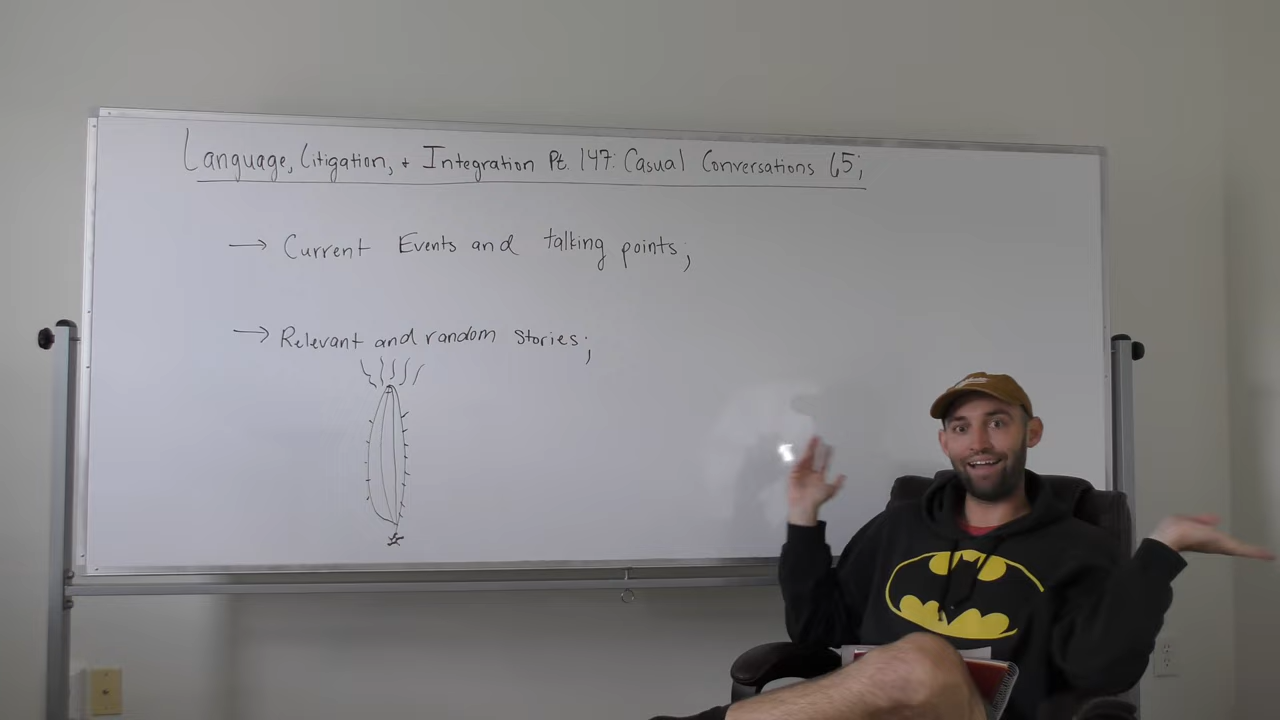 Language, Litigation, + Integration Pt. 147: Casual Conversations 65;
→ Current Events and talking points;
→ Relevant and random stories;